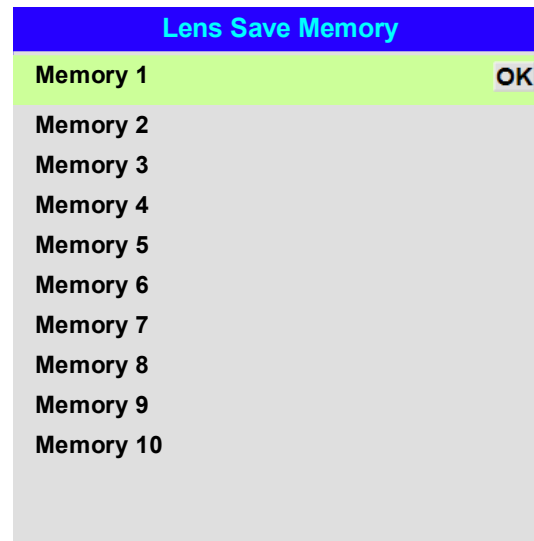 Lens Save Memory
Memory 1 OK
Memory 2
Memory 3
Memory 4
Memory 5
Memory 6
Memory 7
Memory 8
Memory 9
Memory 10